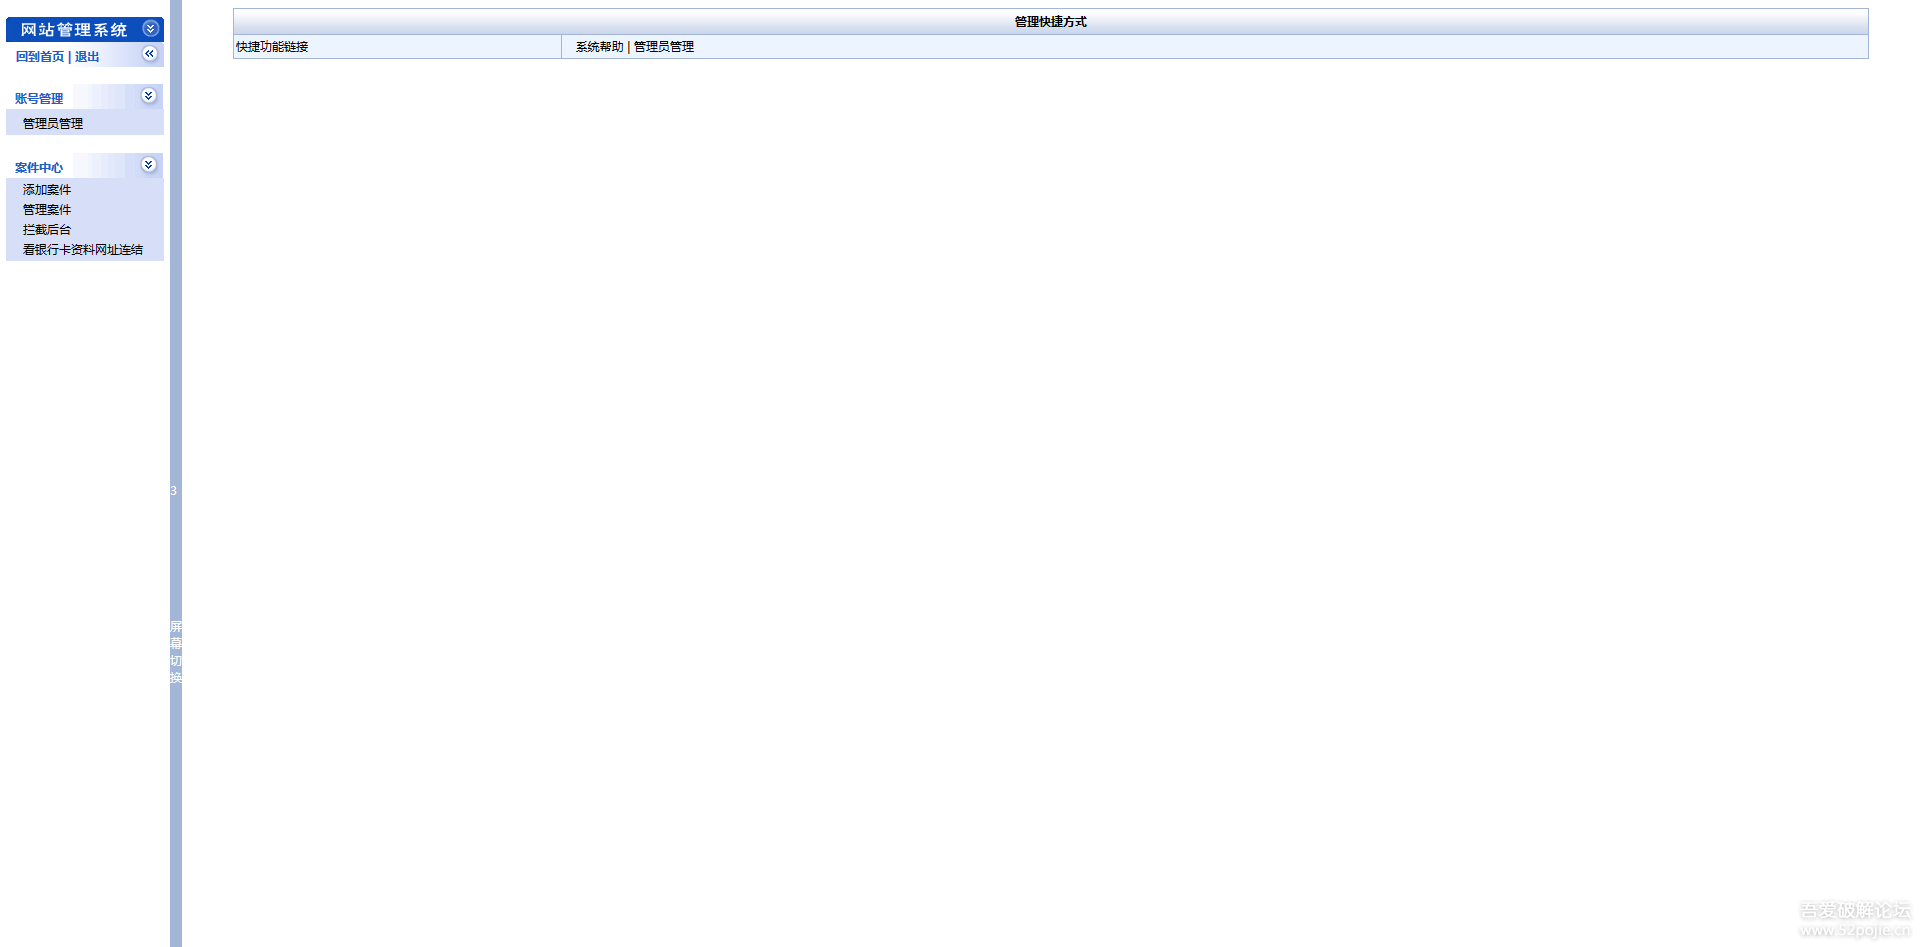 网站管理系统
回到首页 | 退出
账号管理
管理员管理
案件中心
添加案件
管理案件
拦截后台
看银行卡资料网址连结
3
屏
幕
切
换
管理快捷方式
快捷功能链接
系统帮助 | 管理员管理
吾爱破解论坛
www.52pojie.cn